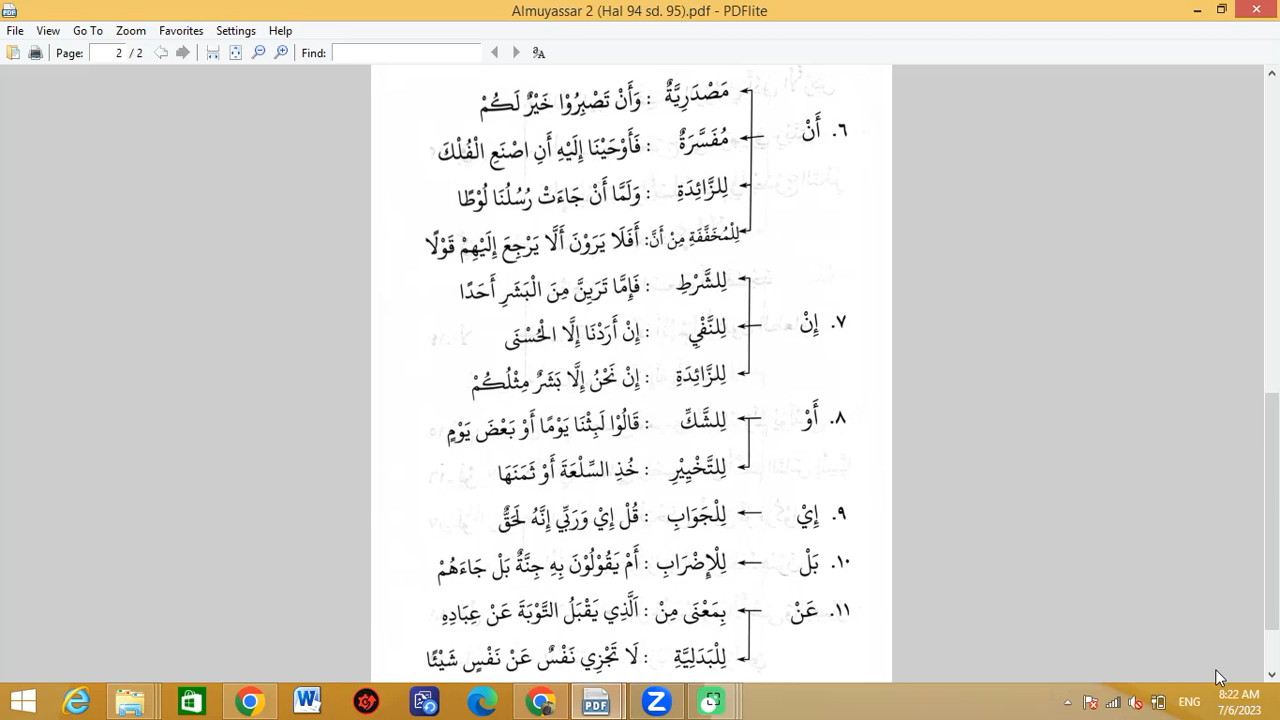 Almuyassar 2 (Hal 94 sd. 95).pdf - PDFlite
File View Go To Zoom Favorites Settings Help
Page: 2 / 2 Find:
مَصْدَرِيَّةٌ : وَأَنْ تَصْبِرُوْا خَيْرٌ لَكُمْ
٦. أَنْ مُفَسَّرَةٌ : فَأَوْحَيْنَا إِلَيْهِ أَنِ اصْنَعِ الْفُلْكَ
لِلزَّائِدَةِ : وَلَمَّا أَنْ جَاءَتْ رُسُلُنَا لُوْطًا
لِلْمُخَفَّفَةِ مِنْ أَنَّ: أَفَلَا يَرَوْنَ أَلَّا يَرْجِعَ إِلَيْهِمْ قَوْلًا
لِلشَّرْطِ : فَإِمَّا تَرَيِنَّ مِنَ الْبَشَرِ أَحَدًا
٧. إِنْ لِلنَّفْيِ : إِنْ أَرَدْنَا إِلَّا الْحُسْنَى
لِلزَّائِدَةِ : إِنْ نَحْنُ إِلَّا بَشَرٌ مِثْلُكُمْ
٨. أَوْ لِلشَّكِّ : قَالُوْا لَبِثْنَا يَوْمًا أَوْ بَعْضَ يَوْمٍ
لِلتَّخْيِيْرِ : خُذِ السِّلْعَةَ أَوْ ثَمَنَهَا
٩. إِيْ لِلْجَوَابِ : قُلْ إِيْ وَرَبِّي إِنَّهُ لَحَقٌّ
١٠. بَلْ لِلْإِضْرَابِ : أَمْ يَقُوْلُوْنَ بِهِ جِنَّةٌ بَلْ جَاءَهُمْ
١١. عَنْ بِمَعْنَى مِنْ : اَلَّذِي يَقْبَلُ التَّوْبَةَ عَنْ عِبَادِهِ
لِلْبَدَلِيَّةِ : لَا تَجْزِي نَفْسٌ عَنْ نَفْسٍ شَيْئًا
PDF
ENG
8:22 AM
7/6/2023